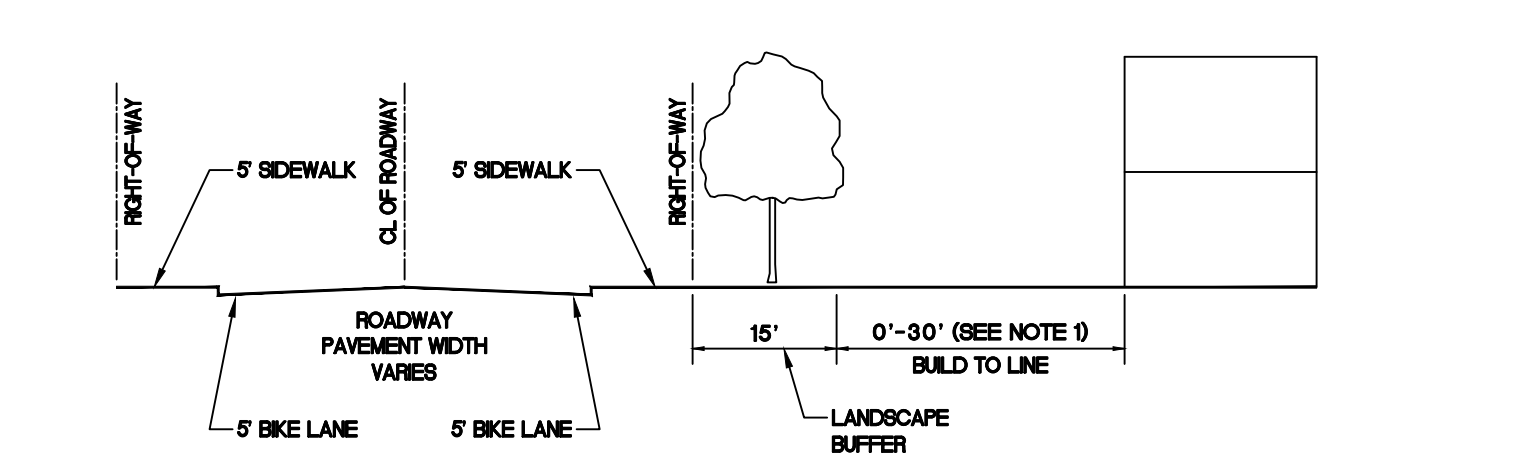 RIGHT-OF-WAY
5' SIDEWALK
CL OF ROADWAY
5' SIDEWALK
RIGHT-OF-WAY
ROADWAY
PAVEMENT WIDTH
VARIES
15'
0'-30' (SEE NOTE 1)
BUILD TO LINE
5' BIKE LANE
5' BIKE LANE
LANDSCAPE
BUFFER